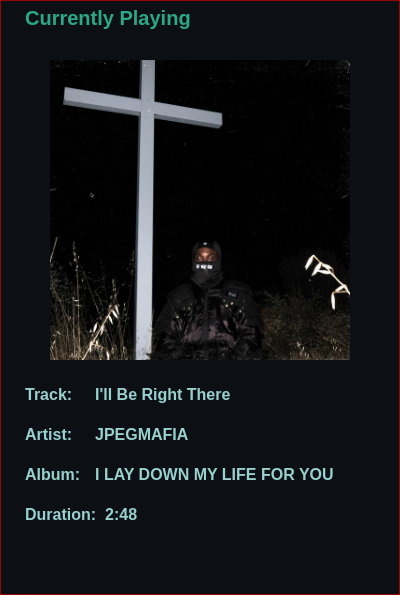 Currently Playing
Track: I'll Be Right There
Artist: JPEGMAFIA
Album: I LAY DOWN MY LIFE FOR YOU
Duration: 2:48